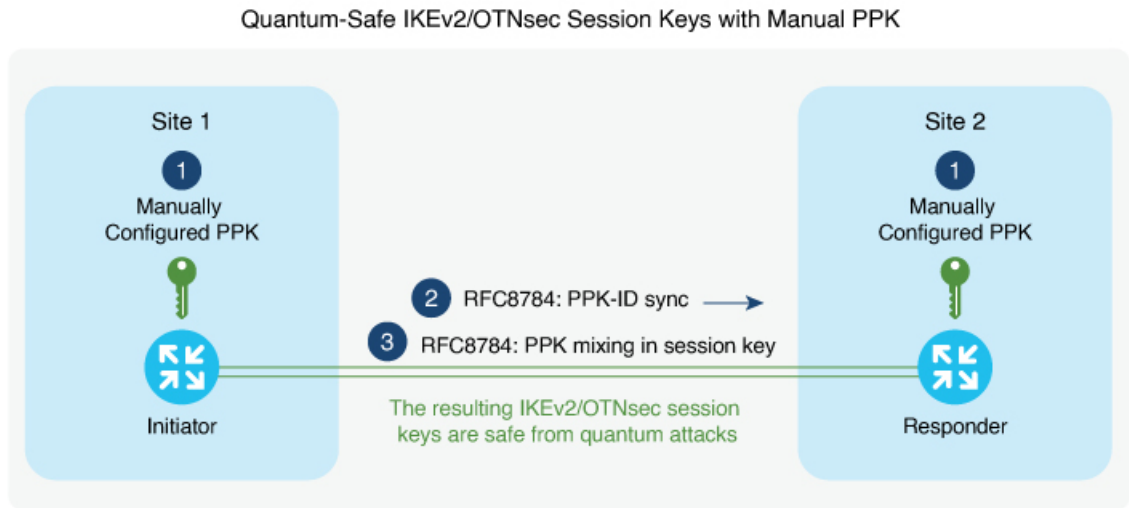 Quantum-Safe IKEv2/OTNsec Session Keys with Manual PPK
Site 1
1
Manually
Configured PPK
Initiator
2 RFC8784: PPK-ID sync
3 RFC8784: PPK mixing in session key
The resulting IKEv2/OTNsec session
keys are safe from quantum attacks
Site 2
1
Manually
Configured PPK
Responder